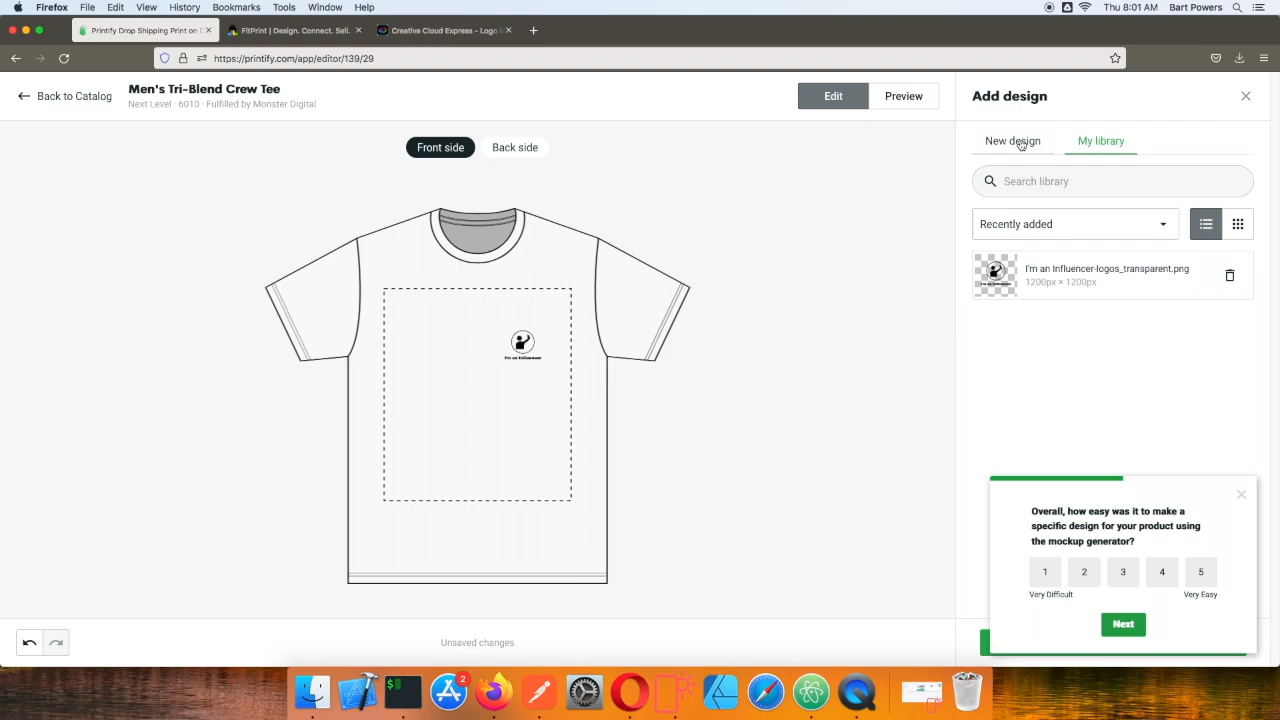 Firefox File Edit View History Bookmarks Tools Window Help
Thu 8:01 AM Bart Powers
Printify Drop Shipping Print on D
FitPrint | Design. Connect. Sell.
Creative Cloud Express - Logo
https://printify.com/app/editor/139/29
Back to Catalog
Men's Tri-Blend Crew Tee
Next Level · 6010 · Fulfilled by Monster Digital
Edit
Preview
Add design
Front side
Back side
New design
My library
Search library
Recently added
I'm an Influencer-logos_transparent.png
1200px × 1200px
I'm an Influencer
Overall, how easy was it to make a
specific design for your product using
the mockup generator?
1 2 3 4 5
Very Difficult Very Easy
Next
Unsaved changes
2
$